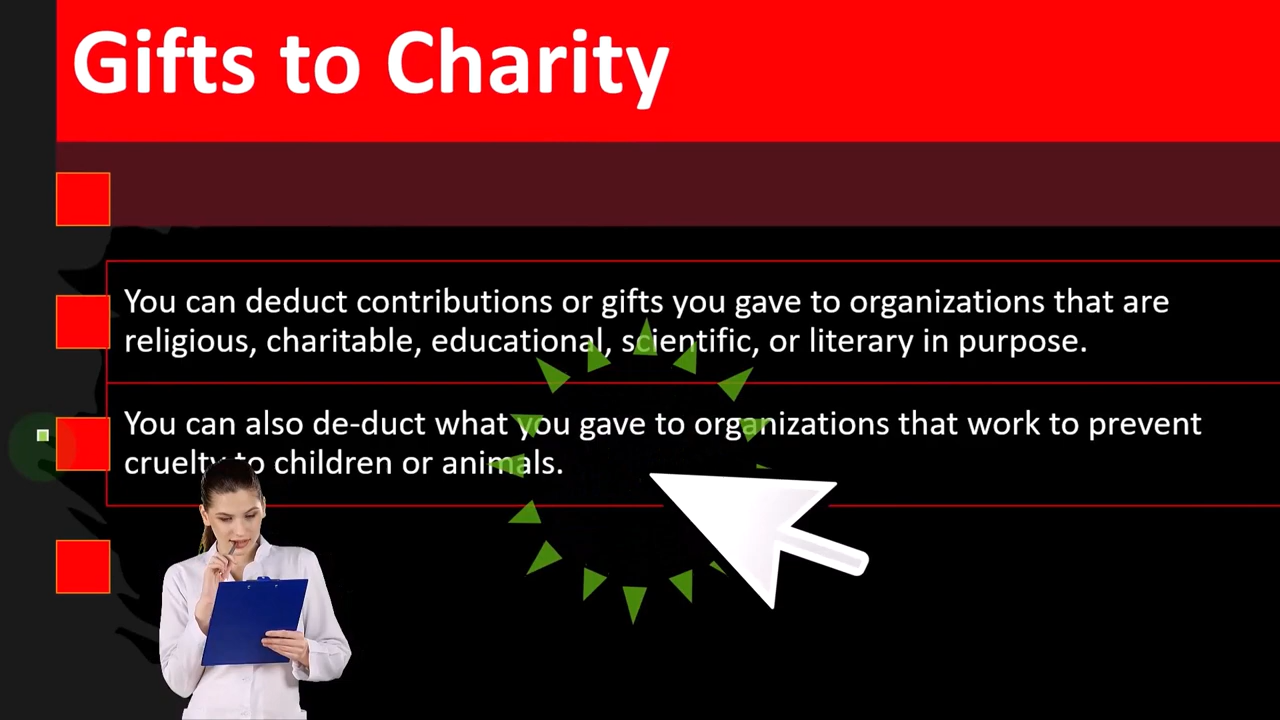 Gifts to Charity
You can deduct contributions or gifts you gave to organizations that are
religious, charitable, educational, scientific, or literary in purpose.
You can also de-duct what you gave to organizations that work to prevent
cruelty to children or animals.